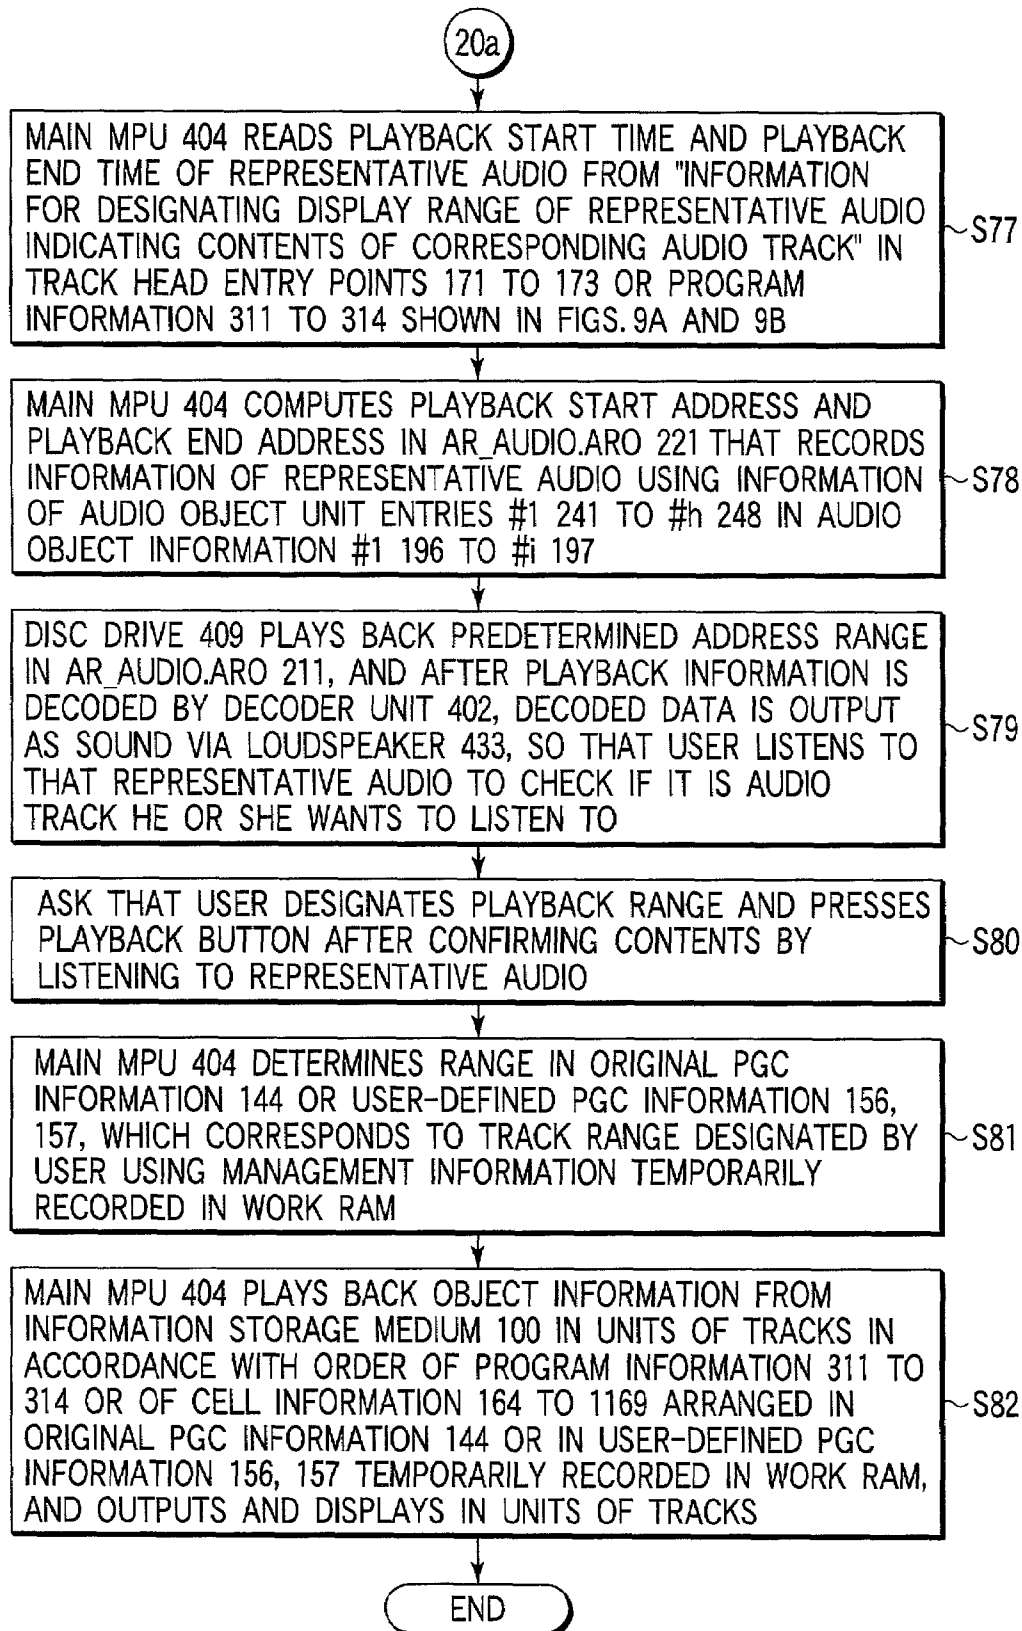 20a
MAIN MPU 404 READS PLAYBACK START TIME AND PLAYBACK
END TIME OF REPRESENTATIVE AUDIO FROM "INFORMATION
FOR DESIGNATING DISPLAY RANGE OF REPRESENTATIVE AUDIO
INDICATING CONTENTS OF CORRESPONDING AUDIO TRACK" IN
TRACK HEAD ENTRY POINTS 171 TO 173 OR PROGRAM
INFORMATION 311 TO 314 SHOWN IN FIGS. 9A AND 9B
S77
MAIN MPU 404 COMPUTES PLAYBACK START ADDRESS AND
PLAYBACK END ADDRESS IN AR_AUDIO.ARO 221 THAT RECORDS
INFORMATION OF REPRESENTATIVE AUDIO USING INFORMATION
OF AUDIO OBJECT UNIT ENTRIES #1 241 TO #h 248 IN AUDIO
OBJECT INFORMATION #1 196 TO #i 197
S78
DISC DRIVE 409 PLAYS BACK PREDETERMINED ADDRESS RANGE
IN AR_AUDIO.ARO 211, AND AFTER PLAYBACK INFORMATION IS
DECODED BY DECODER UNIT 402, DECODED DATA IS OUTPUT
AS SOUND VIA LOUDSPEAKER 433, SO THAT USER LISTENS TO
THAT REPRESENTATIVE AUDIO TO CHECK IF IT IS AUDIO
TRACK HE OR SHE WANTS TO LISTEN TO
S79
ASK THAT USER DESIGNATES PLAYBACK RANGE AND PRESSES
PLAYBACK BUTTON AFTER CONFIRMING CONTENTS BY
LISTENING TO REPRESENTATIVE AUDIO
S80
MAIN MPU 404 DETERMINES RANGE IN ORIGINAL PGC
INFORMATION 144 OR USER-DEFINED PGC INFORMATION 156,
157, WHICH CORRESPONDS TO TRACK RANGE DESIGNATED BY
USER USING MANAGEMENT INFORMATION TEMPORARILY
RECORDED IN WORK RAM
S81
MAIN MPU 404 PLAYS BACK OBJECT INFORMATION FROM
INFORMATION STORAGE MEDIUM 100 IN UNITS OF TRACKS IN
ACCORDANCE WITH ORDER OF PROGRAM INFORMATION 311 TO
314 OR OF CELL INFORMATION 164 TO 1169 ARRANGED IN
ORIGINAL PGC INFORMATION 144 OR IN USER-DEFINED PGC
INFORMATION 156, 157 TEMPORARILY RECORDED IN WORK RAM,
AND OUTPUTS AND DISPLAYS IN UNITS OF TRACKS
S82
END